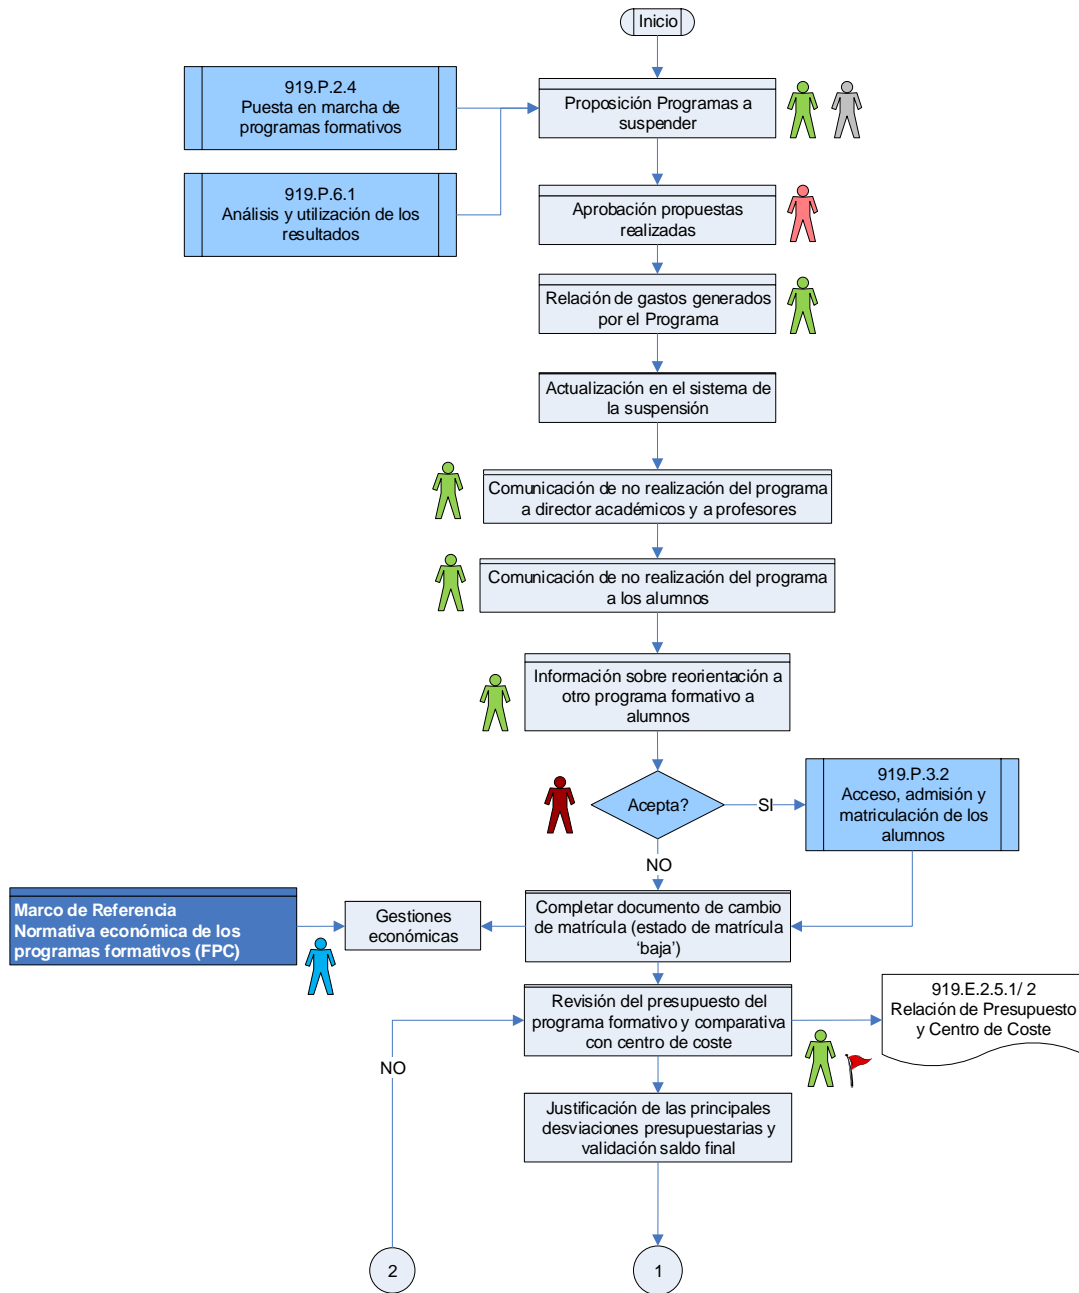 Inicio
919.P.2.4
Puesta en marcha de
programas formativos
Proposición Programas a
suspender
919.P.6.1
Análisis y utilización de los
resultados
Aprobación propuestas
realizadas
Relación de gastos generados
por el Programa
Actualización en el sistema de
la suspensión
Comunicación de no realización del programa
a director académicos y a profesores
Comunicación de no realización del programa
a los alumnos
Información sobre reorientación a
otro programa formativo a
alumnos
Acepta?
SI
919.P.3.2
Acceso, admisión y
matriculación de los
alumnos
NO
Marco de Referencia
Normativa económica de los
programas formativos (FPC)
Gestiones
económicas
Completar documento de cambio
de matrícula (estado de matrícula
‘baja’)
Revisión del presupuesto del
programa formativo y comparativa
con centro de coste
919.E.2.5.1/ 2
Relación de Presupuesto
y Centro de Coste
NO
Justificación de las principales
desviaciones presupuestarias y
validación saldo final
2
1